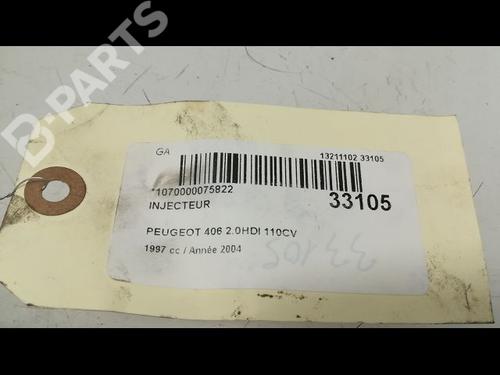 B-PARTS
GA
13211102 33105
*1070000075822
INJECTEUR
33105
PEUGEOT 406 2.0HDI 110CV
1997 cc / Année 2004
33105